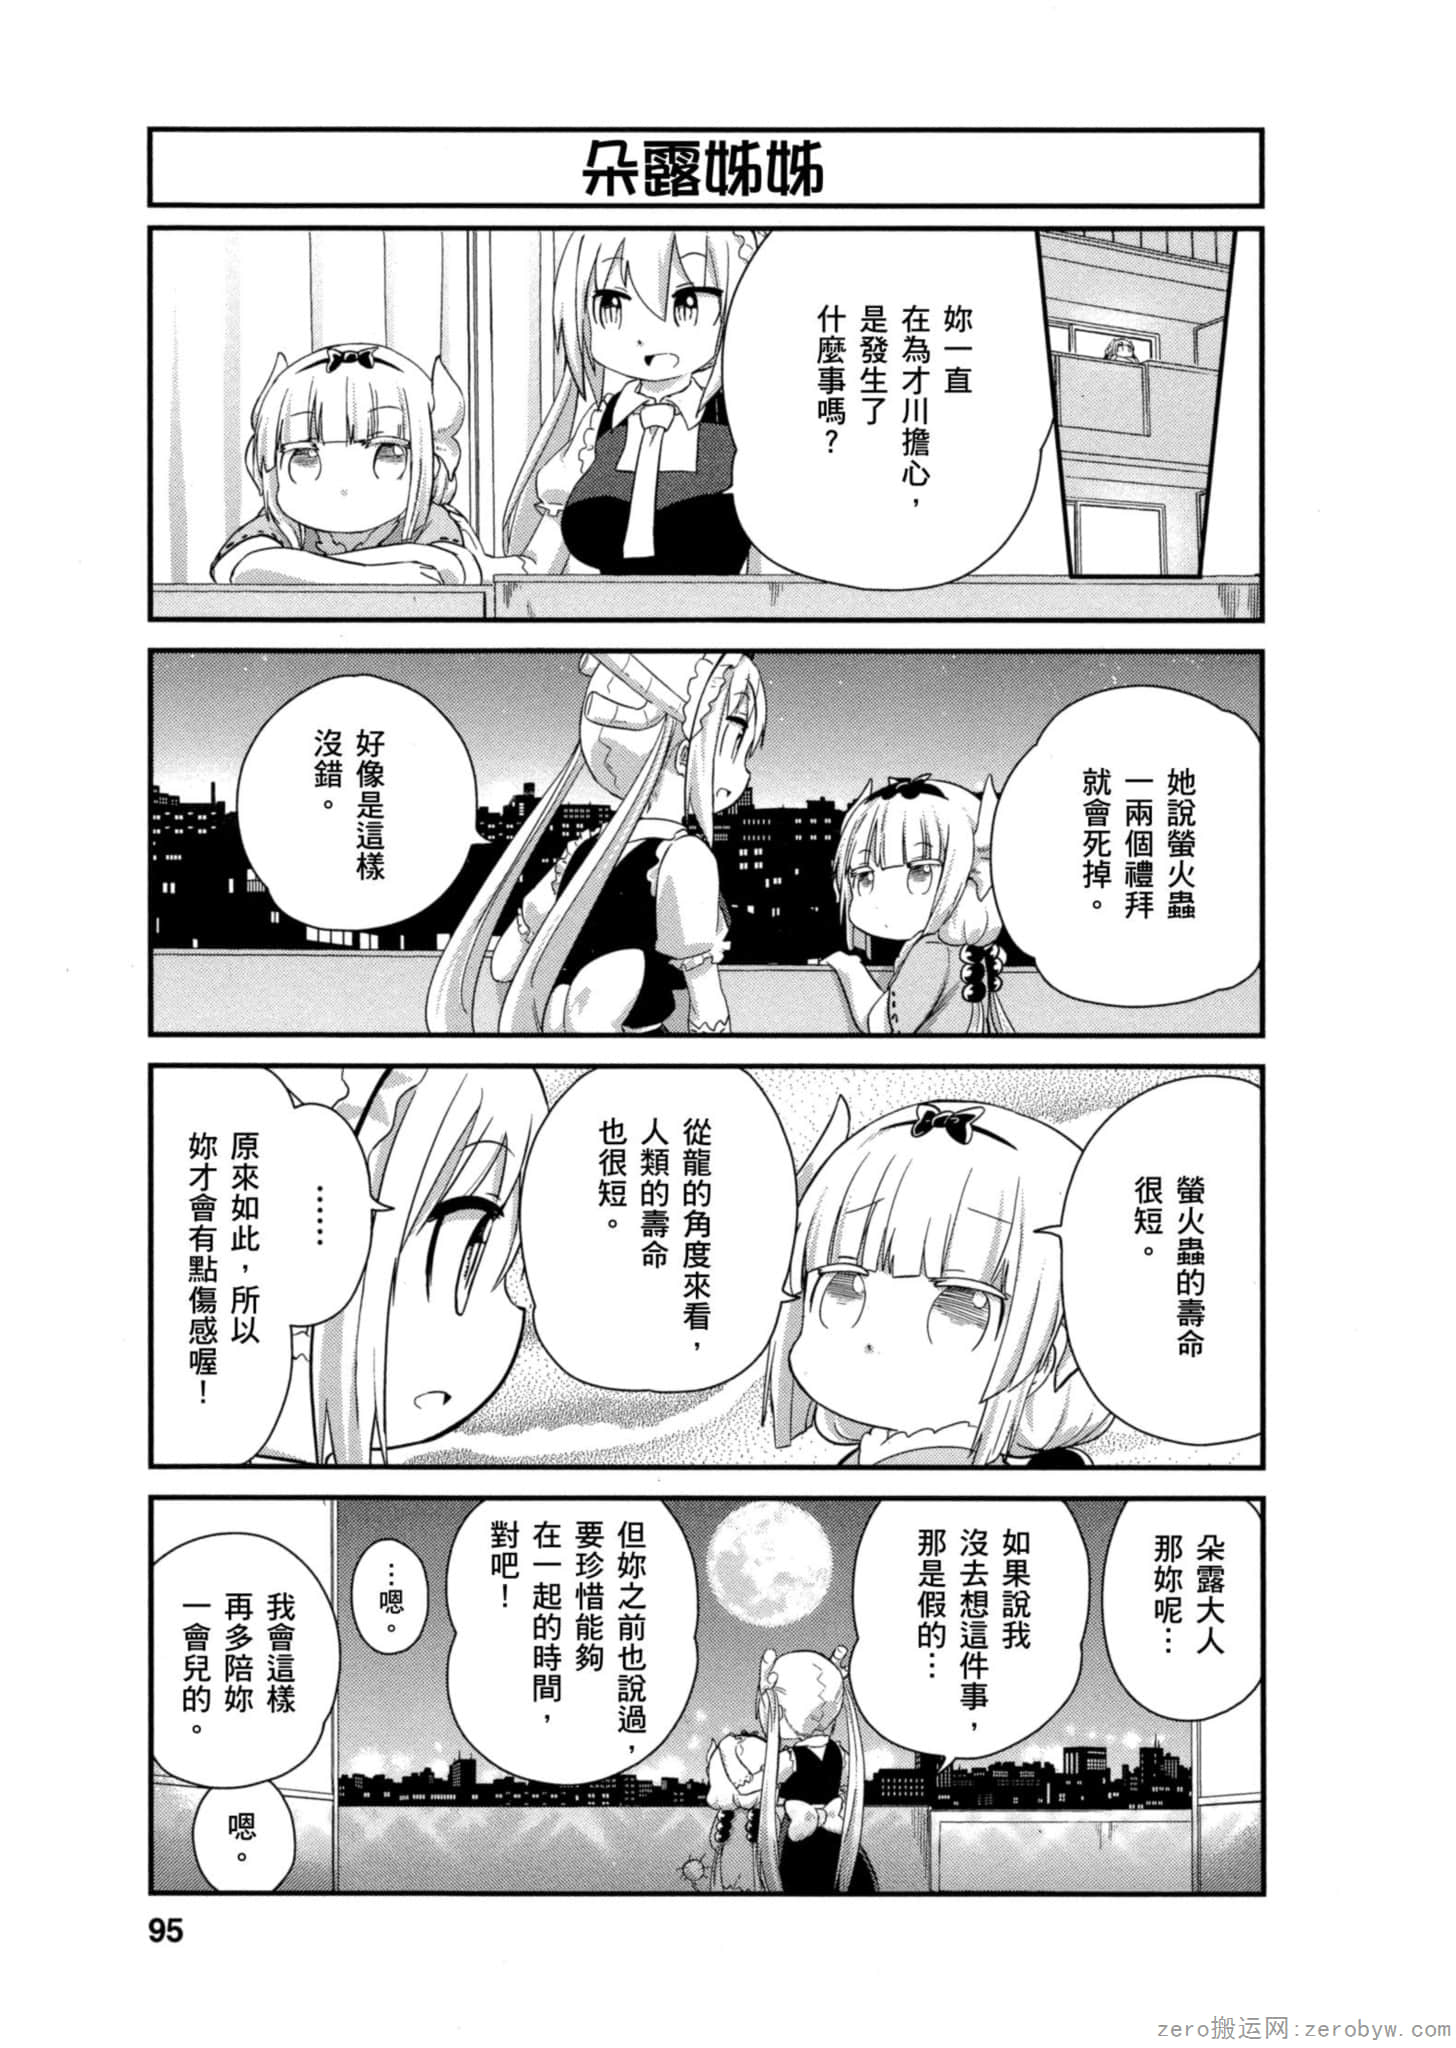 朵露姊姊
妳一直
在為才川擔心，
是發生了
什麼事嗎？
她說螢火蟲
一兩個禮拜
就會死掉。
好像是這樣
沒錯。
螢火蟲的壽命
很短。
從龍的角度來看，
人類的壽命
也很短。
……
原來如此，所以
妳才會有點傷感喔！
朵露大人
那妳呢…
如果說我
沒去想這件事，
那是假的…
但妳之前也說過，
要珍惜能夠
在一起的時間，
對吧！
…嗯。
我會這樣
再多陪妳
一會兒的。
嗯。
95
zero搬运网:zerobyw.com